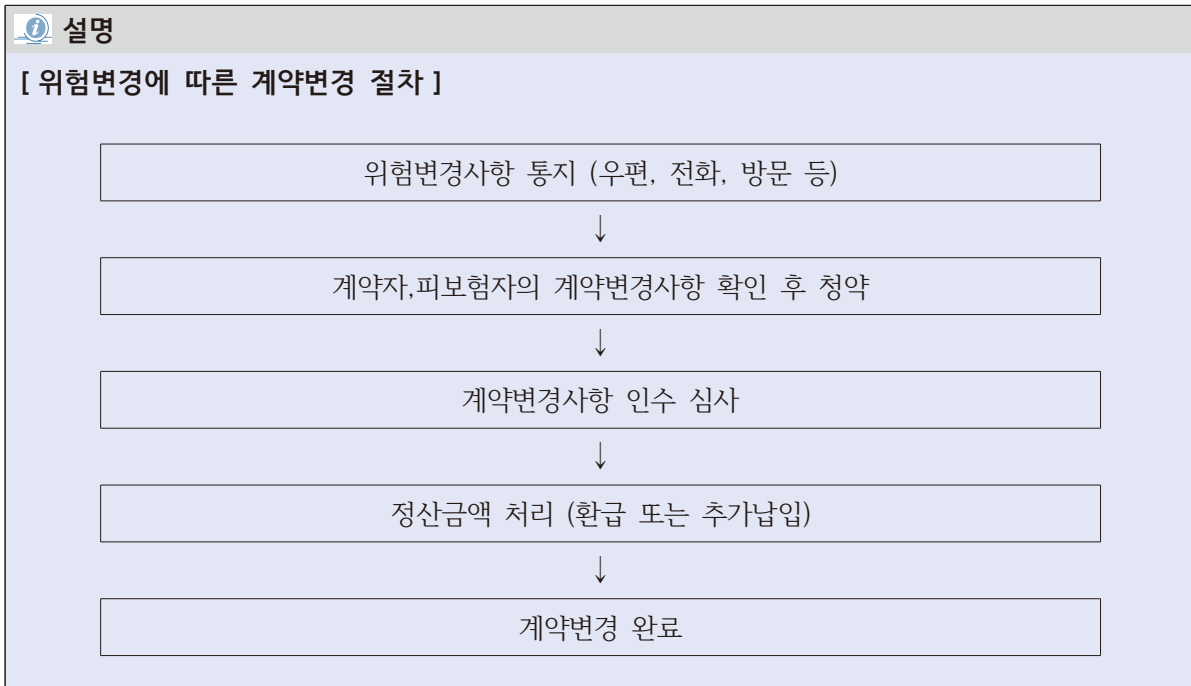 설명
[ 위험변경에 따른 계약변경 절차 ]
위험변경사항 통지 (우편, 전화, 방문 등)
↓
계약자,피보험자의 계약변경사항 확인 후 청약
↓
계약변경사항 인수 심사
↓
정산금액 처리 (환급 또는 추가납입)
↓
계약변경 완료